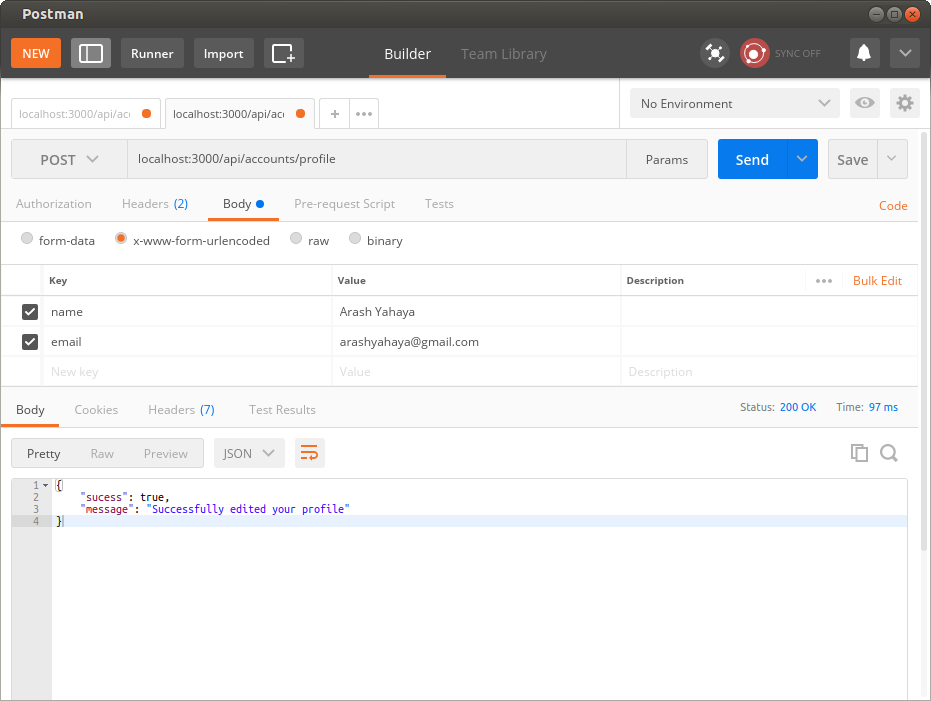 Postman
NEW Runner Import Builder Team Library SYNC OFF
localhost:3000/api/acc localhost:3000/api/acc + ••• No Environment
POST localhost:3000/api/accounts/profile Params Send Save
Authorization Headers (2) Body Pre-request Script Tests Code
form-data x-www-form-urlencoded raw binary
Key Value Description ••• Bulk Edit
name Arash Yahaya
email arashyahaya@gmail.com
New key Value Description
Body Cookies Headers (7) Test Results Status: 200 OK Time: 97 ms
Pretty Raw Preview JSON
1 {
2 "sucess": true,
3 "message": "Successfully edited your profile"
4 }